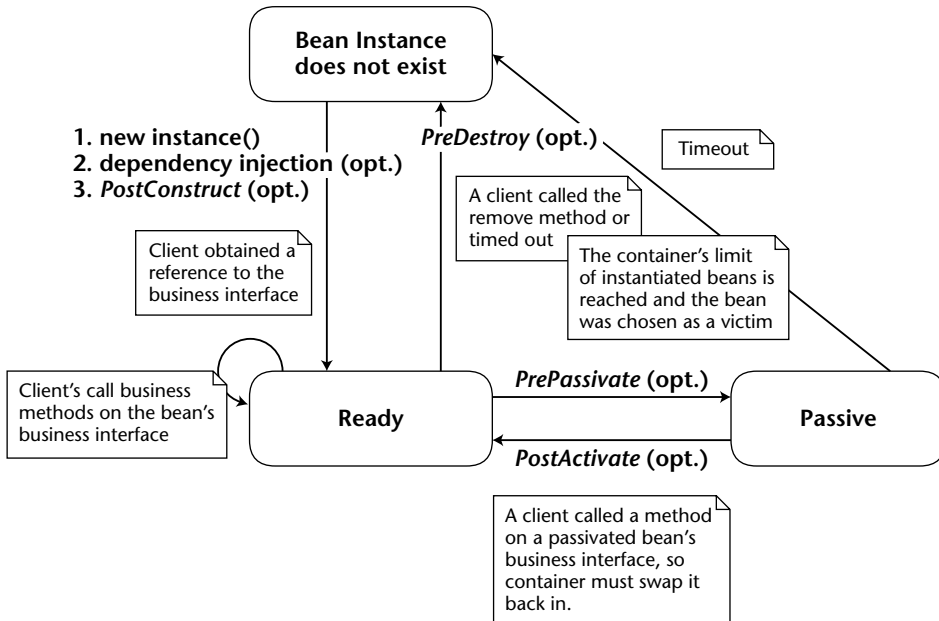 Bean Instance
does not exist
1. new instance()
2. dependency injection (opt.)
3. PostConstruct (opt.)
PreDestroy (opt.)
Timeout
A client called the
remove method or
timed out
The container’s limit
of instantiated beans is
reached and the bean
was chosen as a victim
Client obtained a
reference to the
business interface
Client’s call business
methods on the bean’s
business interface
Ready
PrePassivate (opt.)
PostActivate (opt.)
Passive
A client called a method
on a passivated bean’s
business interface, so
container must swap it
back in.